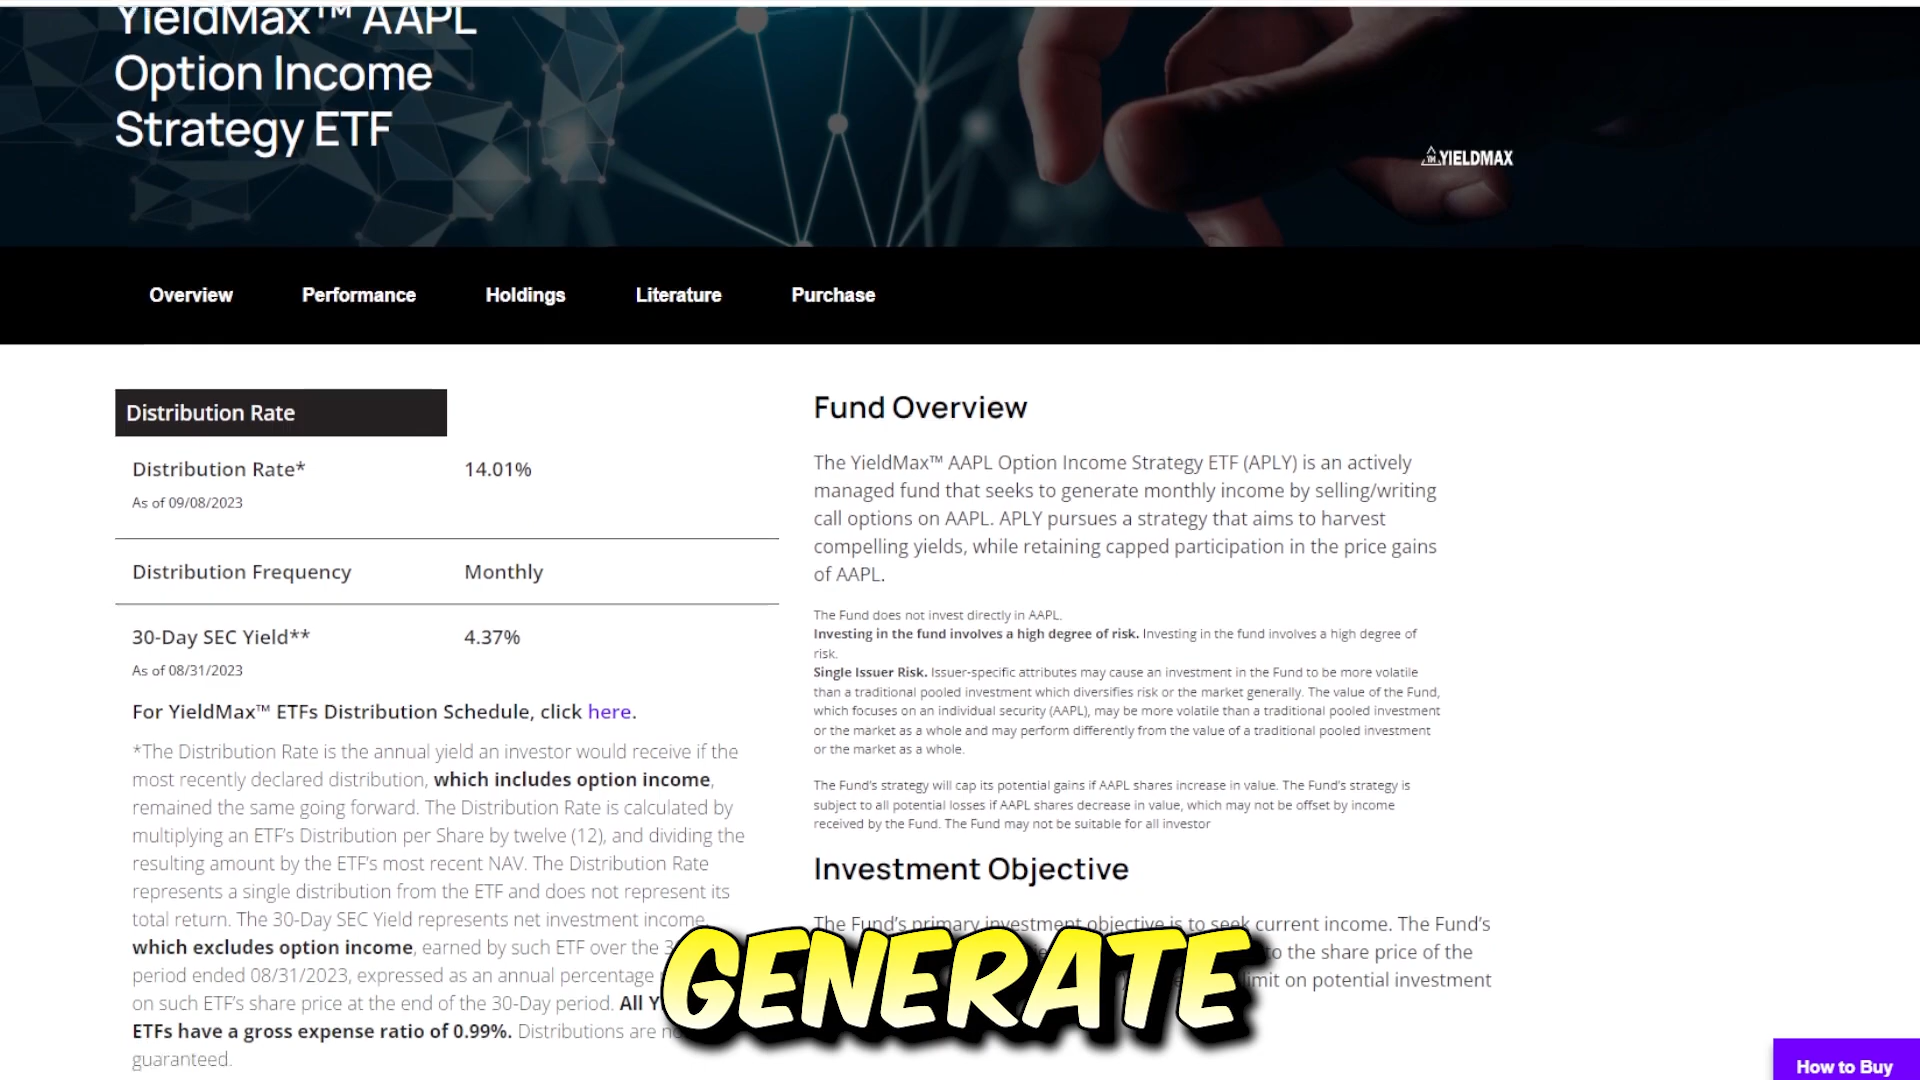 YieldMax™ AAPL
Option Income
Strategy ETF
YIELDMAX
Overview Performance Holdings Literature Purchase
Distribution Rate
Distribution Rate* 14.01%
As of 09/08/2023
Distribution Frequency Monthly
30-Day SEC Yield** 4.37%
As of 08/31/2023
For YieldMax™ ETFs Distribution Schedule, click here.
*The Distribution Rate is the annual yield an investor would receive if the
most recently declared distribution, which includes option income,
remained the same going forward. The Distribution Rate is calculated by
multiplying an ETF's Distribution per Share by twelve (12), and dividing the
resulting amount by the ETF's most recent NAV. The Distribution Rate
represents a single distribution from the ETF and does not represent its
total return. The 30-Day SEC Yield represents net investment income,
which excludes option income, earned by such ETF over the
period ended 08/31/2023, expressed as an annual percentage
on such ETF's share price at the end of the 30-Day period. All
ETFs have a gross expense ratio of 0.99%. Distributions are
guaranteed.
Fund Overview
The YieldMax™ AAPL Option Income Strategy ETF (APLY) is an actively
managed fund that seeks to generate monthly income by selling/writing
call options on AAPL. APLY pursues a strategy that aims to harvest
compelling yields, while retaining capped participation in the price gains
of AAPL.
The Fund does not invest directly in AAPL.
Investing in the fund involves a high degree of risk. Investing in the fund involves a high degree of
risk.
Single Issuer Risk. Issuer-specific attributes may cause an investment in the Fund to be more volatile
than a traditional pooled investment which diversifies risk or the market generally. The value of the Fund,
which focuses on an individual security (AAPL), may be more volatile than a traditional pooled investment
or the market as a whole and may perform differently from the value of a traditional pooled investment
or the market as a whole.
The Fund's strategy will cap its potential gains if AAPL shares increase in value. The Fund's strategy is
subject to all potential losses if AAPL shares decrease in value, which may not be offset by income
received by the Fund. The Fund may not be suitable for all investor
Investment Objective
The Fund's primary investment objective is to seek current income. The Fund's
to the share price of the
limit on potential investment
GENERATE
How to Buy